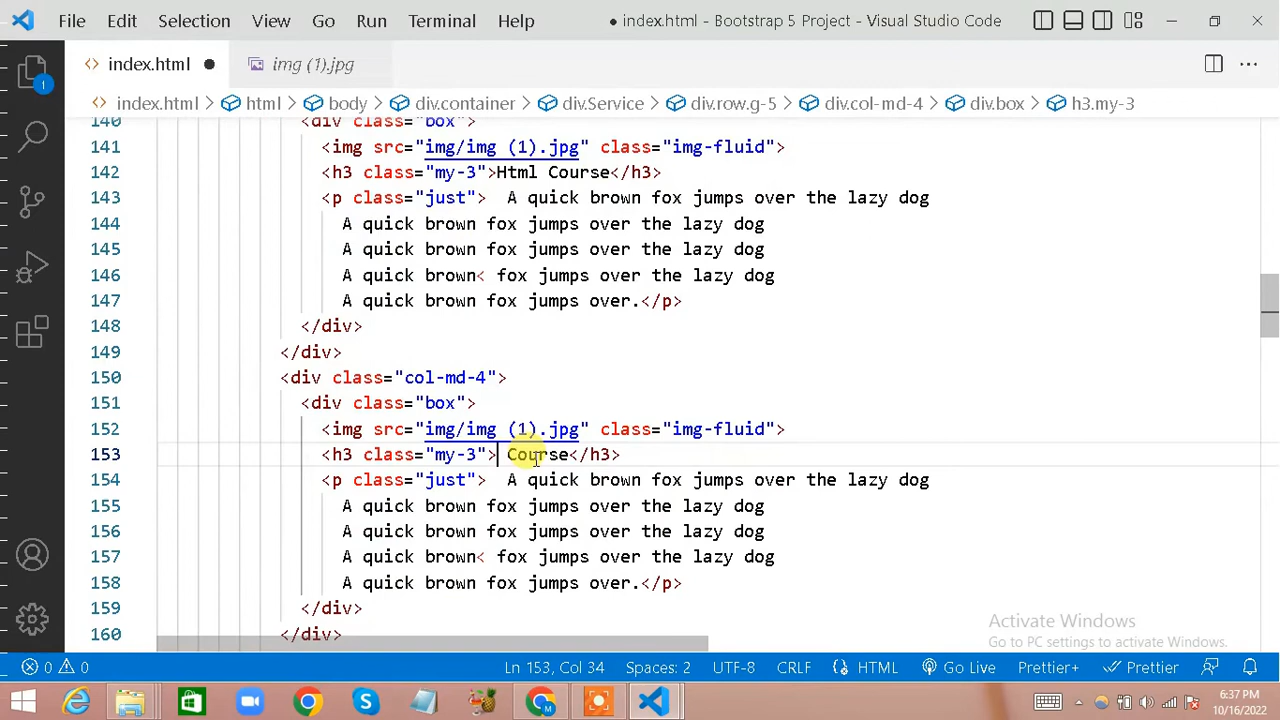 File Edit Selection View Go Run Terminal Help ● index.html - Bootstrap 5 Project - Visual Studio Code
<> index.html ● img (1).jpg
1
<> index.html > html > body > div.container > div.Service > div.row.g-5 > div.col-md-4 > div.box > h3.my-3
140 <div class="box">
141 <img src="img/img (1).jpg" class="img-fluid">
142 <h3 class="my-3">Html Course</h3>
143 <p class="just"> A quick brown fox jumps over the lazy dog
144 A quick brown fox jumps over the lazy dog
145 A quick brown fox jumps over the lazy dog
146 A quick brown< fox jumps over the lazy dog
147 A quick brown fox jumps over.</p>
148 </div>
149 </div>
150 <div class="col-md-4">
151 <div class="box">
152 <img src="img/img (1).jpg" class="img-fluid">
153 <h3 class="my-3"> Course</h3>
154 <p class="just"> A quick brown fox jumps over the lazy dog
155 A quick brown fox jumps over the lazy dog
156 A quick brown fox jumps over the lazy dog
157 A quick brown< fox jumps over the lazy dog
158 A quick brown fox jumps over.</p>
159 </div>
160 </div>
Activate Windows
Go to PC settings to activate Windows.
0 0 Ln 153, Col 34 Spaces: 2 UTF-8 CRLF HTML Go Live Prettier+ Prettier
6:37 PM
10/16/2022